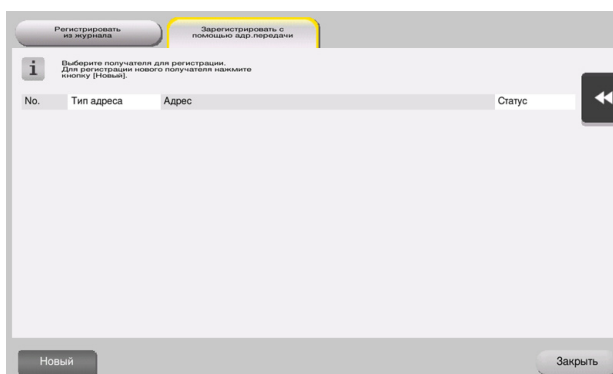 Регистрировать
из журнала
Зарегистрировать с
помощью адр.передачи
Выберите получателя для регистрации.
Для регистрации нового получателя нажмите
кнопку [Новый].
No. Тип адреса Адрес Статус
Новый Закрыть